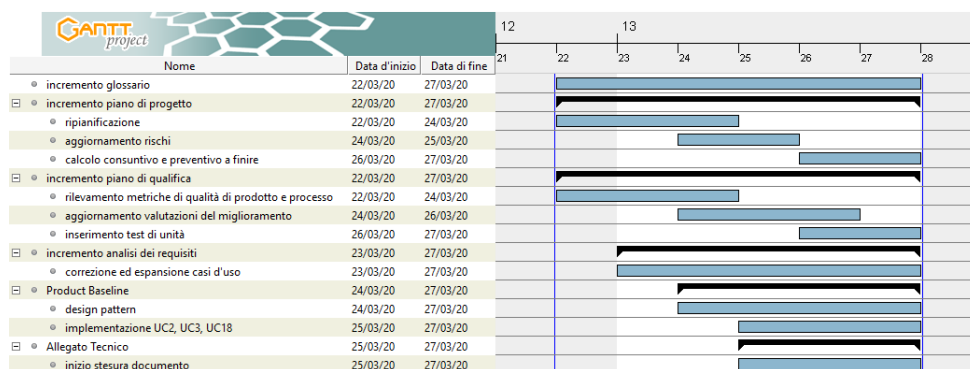 GANTT
project
12 13
21 22 23 24 25 26 27 28
Nome Data d'inizio Data di fine
incremento glossario 22/03/20 27/03/20
incremento piano di progetto 22/03/20 27/03/20
ripianificazione 22/03/20 24/03/20
aggiornamento rischi 24/03/20 25/03/20
calcolo consuntivo e preventivo a finire 26/03/20 27/03/20
incremento piano di qualifica 22/03/20 27/03/20
rilevamento metriche di qualità di prodotto e processo 22/03/20 24/03/20
aggiornamento valutazioni del miglioramento 24/03/20 26/03/20
inserimento test di unità 26/03/20 27/03/20
incremento analisi dei requisiti 23/03/20 27/03/20
correzione ed espansione casi d'uso 23/03/20 27/03/20
Product Baseline 24/03/20 27/03/20
design pattern 24/03/20 27/03/20
implementazione UC2, UC3, UC18 25/03/20 27/03/20
Allegato Tecnico 25/03/20 27/03/20
inizio stesura documento 25/03/20 27/03/20